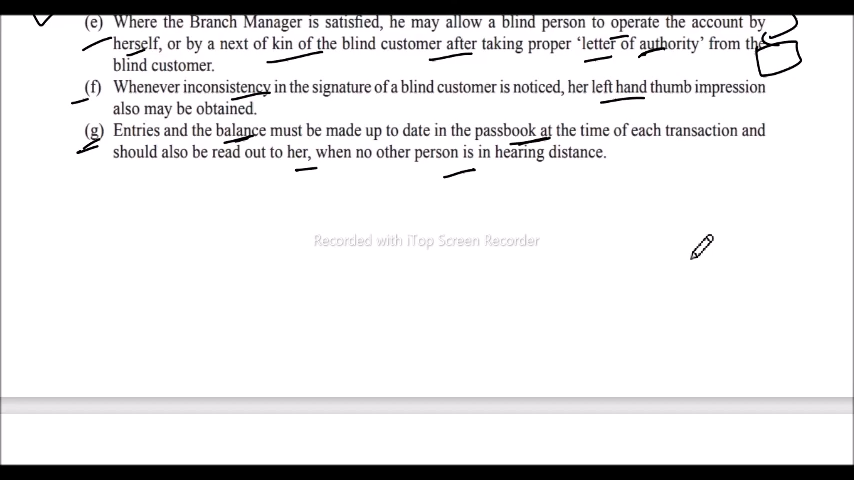 (e) Where the Branch Manager is satisfied, he may allow a blind person to operate the account by
herself, or by a next of kin of the blind customer after taking proper ‘letter of authority’ from the
blind customer.
(f) Whenever inconsistency in the signature of a blind customer is noticed, her left hand thumb impression
also may be obtained.
(g) Entries and the balance must be made up to date in the passbook at the time of each transaction and
should also be read out to her, when no other person is in hearing distance.
Recorded with iTop Screen Recorder